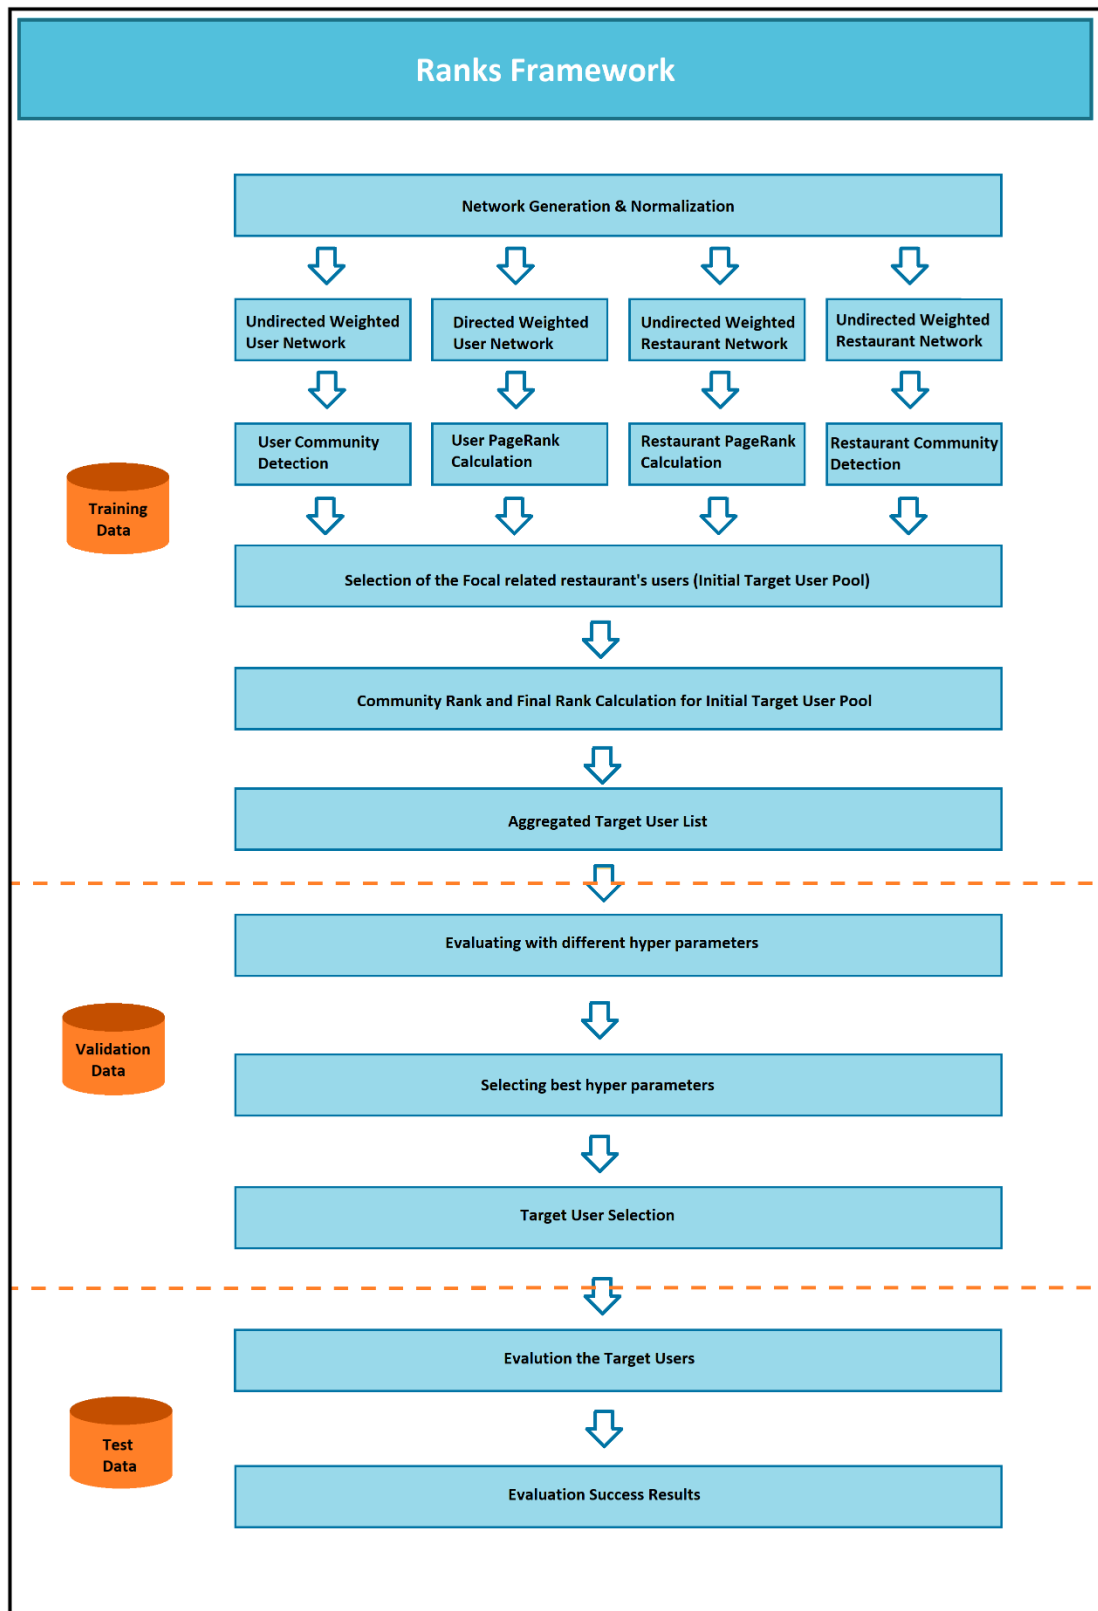 Ranks Framework
Network Generation & Normalization
Undirected Weighted
User Network
Directed Weighted
User Network
Undirected Weighted
Restaurant Network
Undirected Weighted
Restaurant Network
User Community
Detection
User PageRank
Calculation
Restaurant PageRank
Calculation
Restaurant Community
Detection
Training
Data
Selection of the Focal related restaurant's users (Initial Target User Pool)
Community Rank and Final Rank Calculation for Initial Target User Pool
Aggregated Target User List
Evaluating with different hyper parameters
Validation
Data
Selecting best hyper parameters
Target User Selection
Evalution the Target Users
Test
Data
Evaluation Success Results